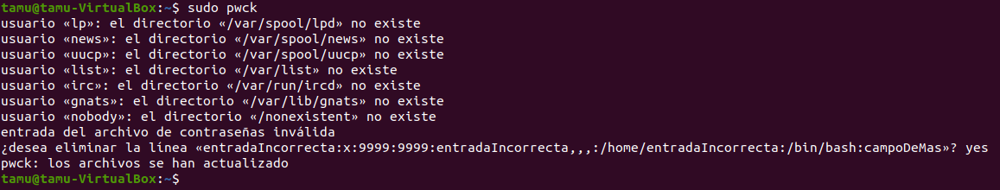 tamu@tamu-VirtualBox:~$ sudo pwck
usuario «lp»: el directorio «/var/spool/lpd» no existe
usuario «news»: el directorio «/var/spool/news» no existe
usuario «uucp»: el directorio «/var/spool/uucp» no existe
usuario «list»: el directorio «/var/list» no existe
usuario «irc»: el directorio «/var/run/ircd» no existe
usuario «gnats»: el directorio «/var/lib/gnats» no existe
usuario «nobody»: el directorio «/nonexistent» no existe
entrada del archivo de contraseñas inválida
¿desea eliminar la línea «entradaIncorrecta:x:9999:9999:entradaIncorrecta,,,:/home/entradaIncorrecta:/bin/bash:campoDeMas»? yes
pwck: los archivos se han actualizado
tamu@tamu-VirtualBox:~$